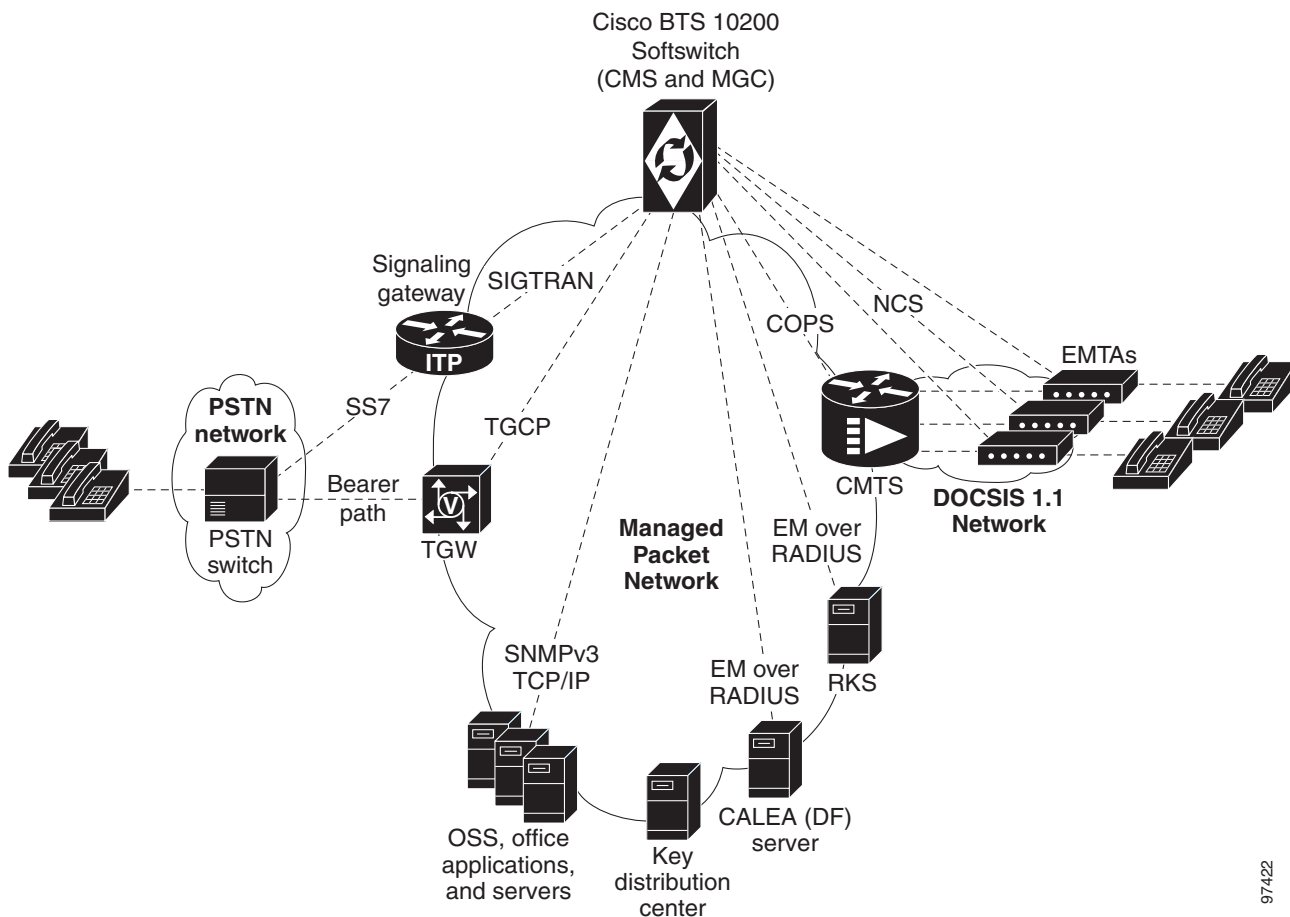 Cisco BTS 10200
Softswitch
(CMS and MGC)
Signaling
gateway
SIGTRAN
ITP
COPS
NCS
EMTAs
PSTN
network
SS7
TGCP
Bearer
path
V
TGW
PSTN
switch
CMTS
DOCSIS 1.1
Network
Managed
Packet
Network
EM over
RADIUS
RKS
SNMPv3
TCP/IP
EM over
RADIUS
OSS, office
applications,
and servers
Key
distribution
center
CALEA (DF)
server
97422